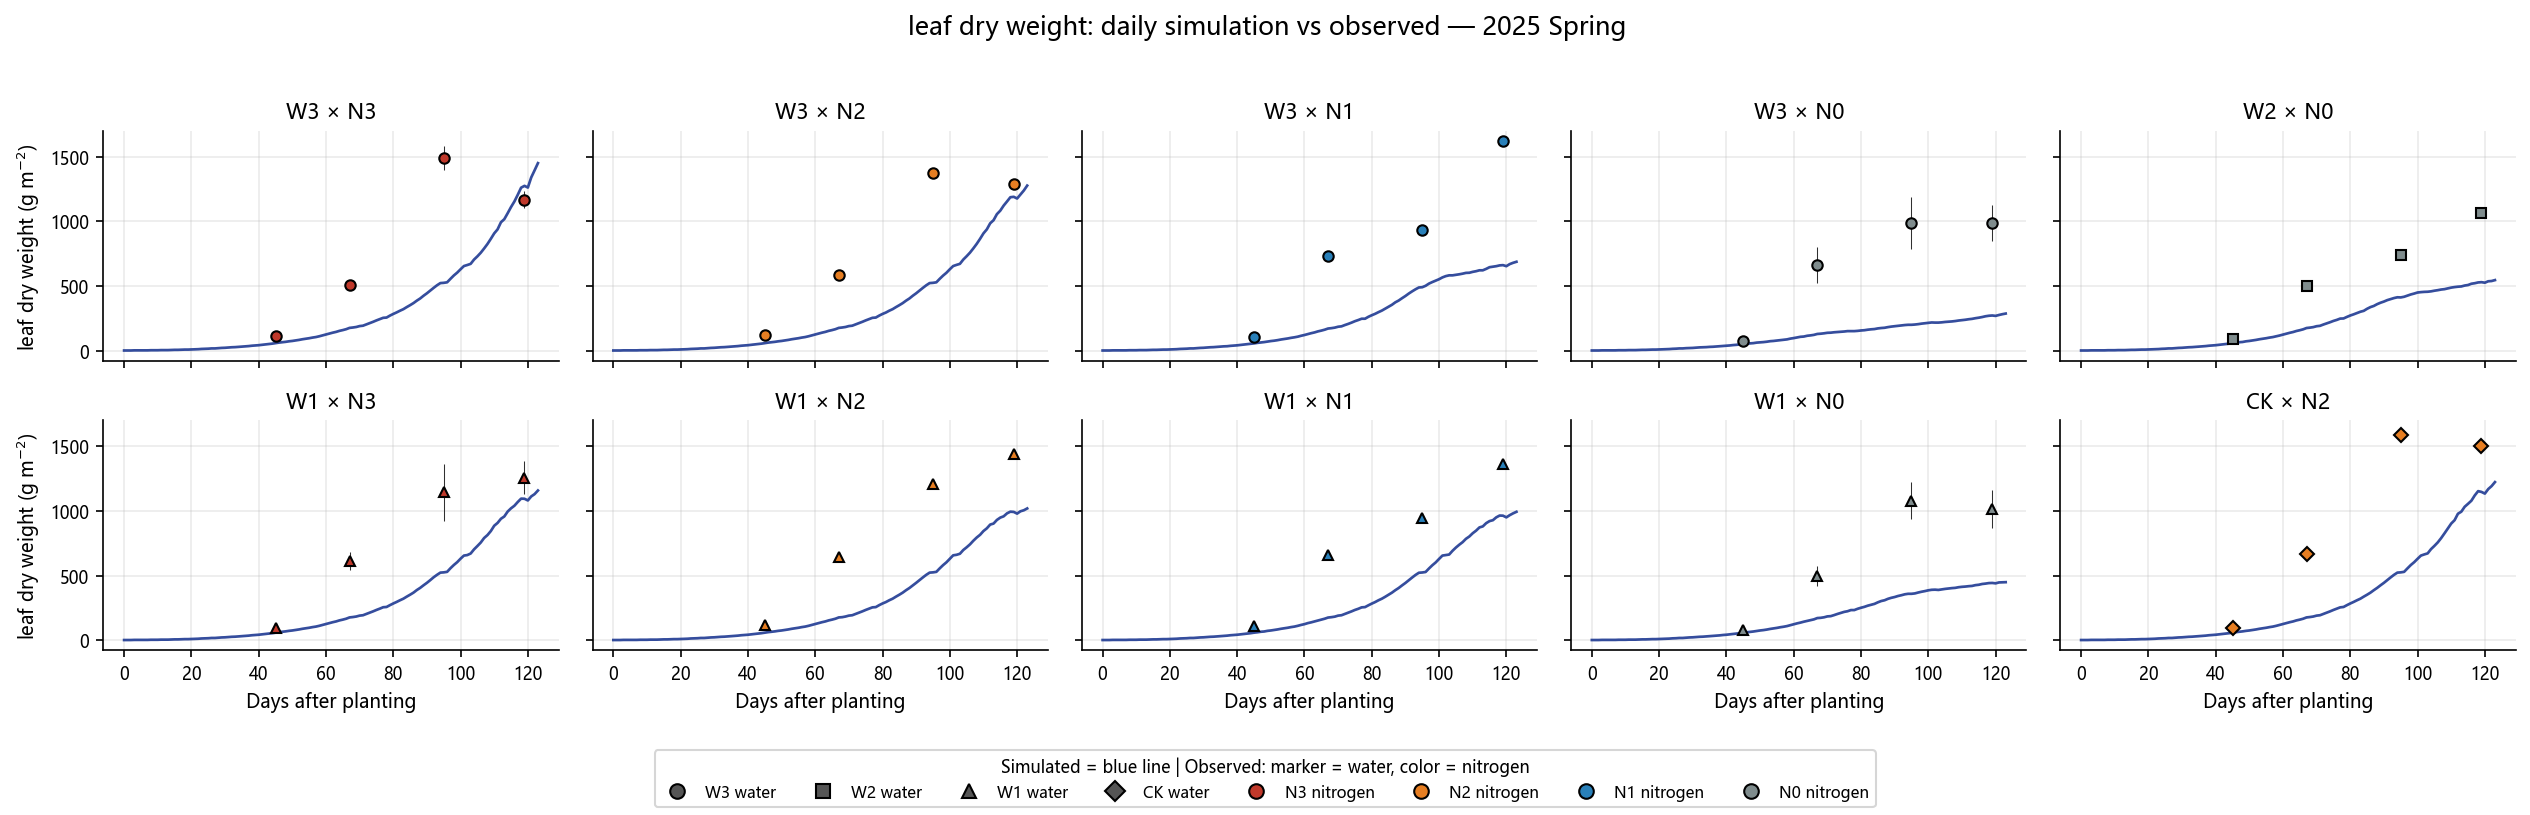 leaf dry weight: daily simulation vs observed — 2025 Spring
W3 × N3
W3 × N2
W3 × N1
W3 × N0
W2 × N0
leaf dry weight (g m⁻²)
1500
1000
500
0
W1 × N3
W1 × N2
W1 × N1
W1 × N0
CK × N2
leaf dry weight (g m⁻²)
1500
1000
500
0
0 20 40 60 80 100 120
0 20 40 60 80 100 120
0 20 40 60 80 100 120
0 20 40 60 80 100 120
0 20 40 60 80 100 120
Days after planting
Days after planting
Days after planting
Days after planting
Days after planting
Simulated = blue line | Observed: marker = water, color = nitrogen
W3 water W2 water W1 water CK water N3 nitrogen N2 nitrogen N1 nitrogen N0 nitrogen